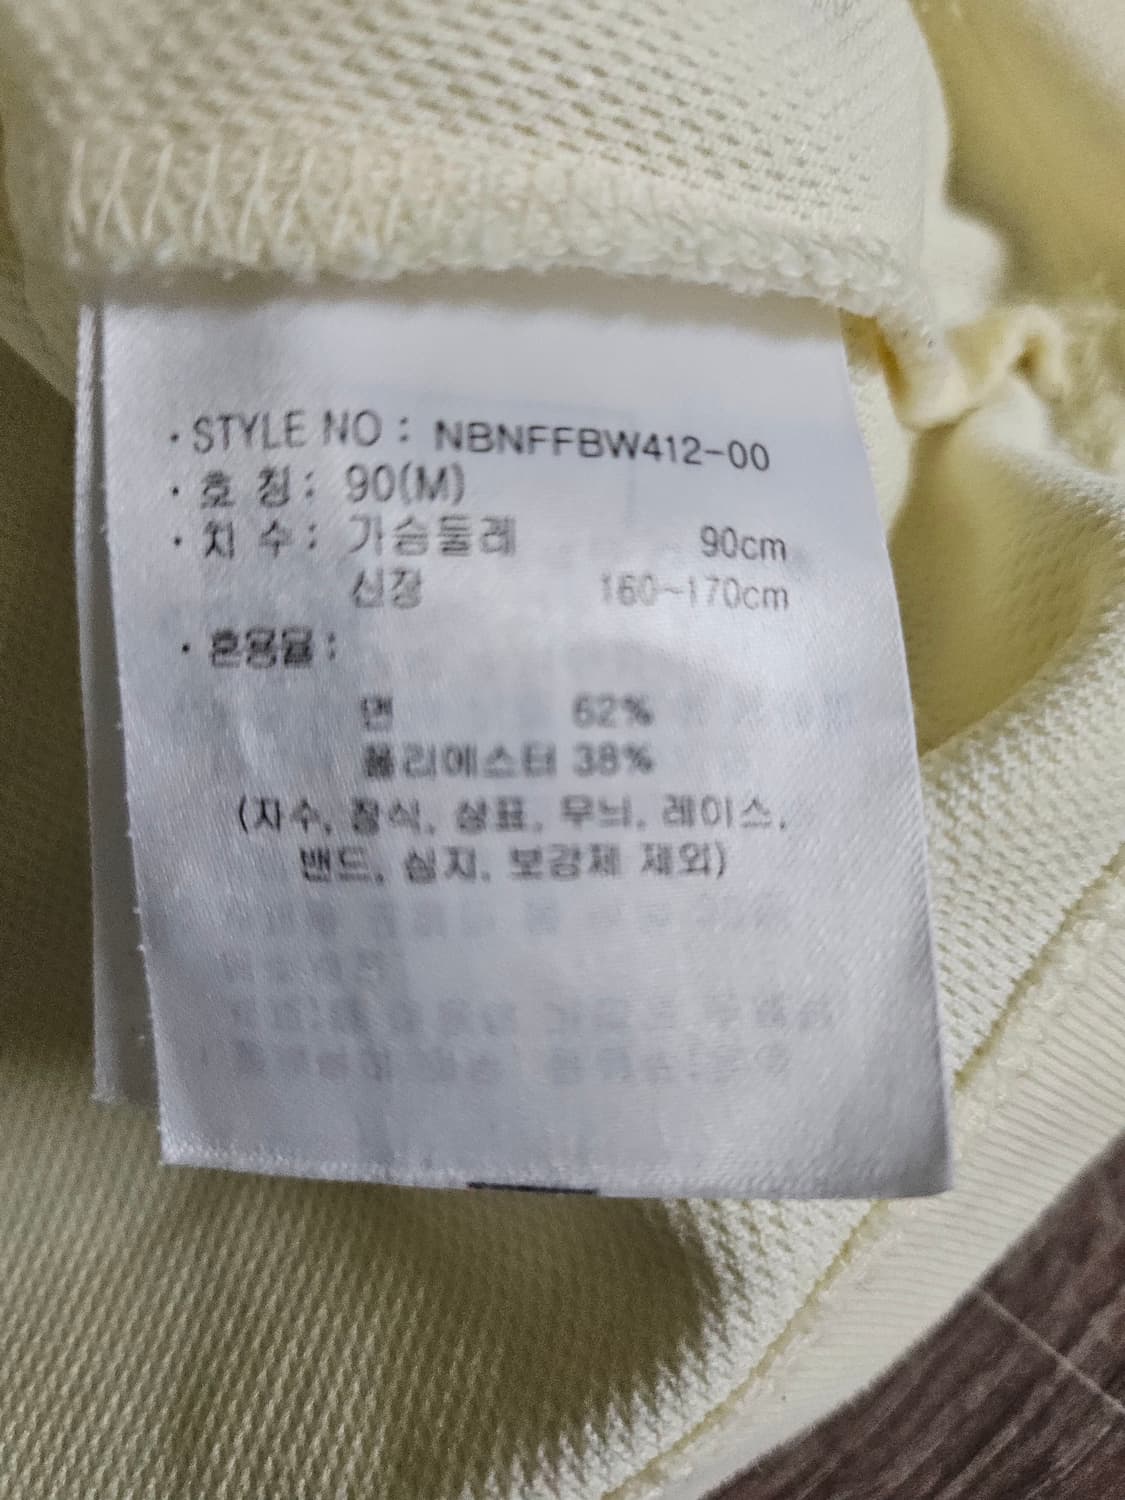 · STYLE NO : NBNFFBW412-00
· 호 칭 : 90(M)
· 치 수 : 가슴둘레 90cm
신장 160~170cm
· 혼용율 :
면 62%
폴리에스터 38%
(자수, 장식, 상표, 무늬, 레이스,
밴드, 심지, 보강제 제외)